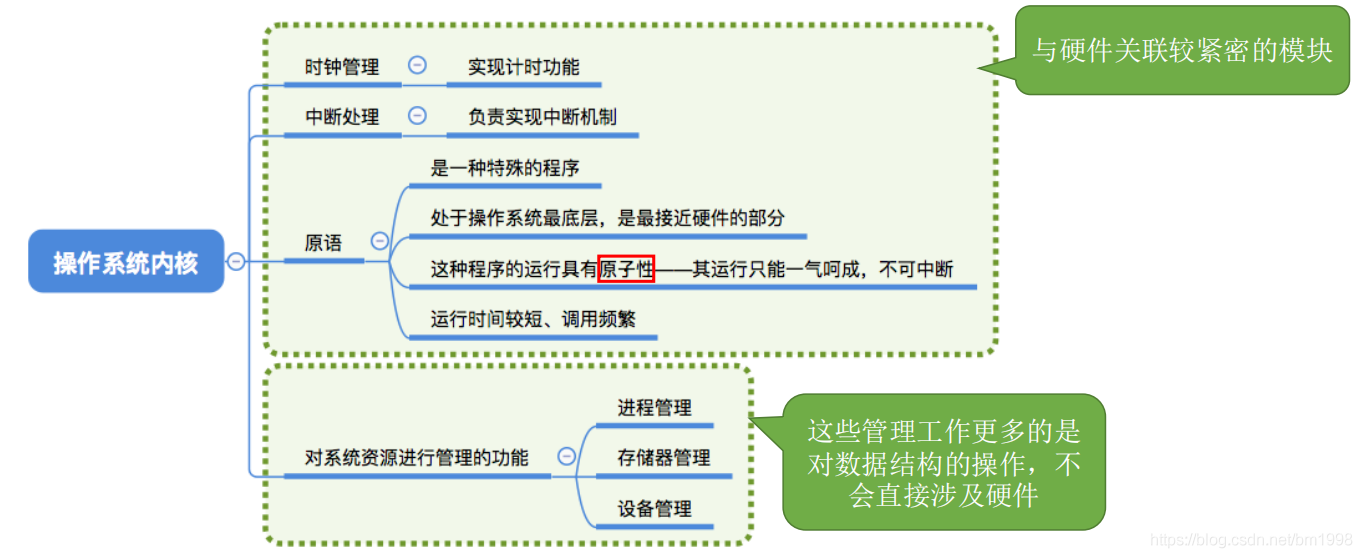 与硬件关联较紧密的模块
时钟管理
实现计时功能
中断处理
负责实现中断机制
是一种特殊的程序
处于操作系统最底层，是最接近硬件的部分
原语
这种程序的运行具有原子性——其运行只能一气呵成，不可中断
运行时间较短、调用频繁
操作系统内核
进程管理
对系统资源进行管理的功能
存储器管理
设备管理
这些管理工作更多的是
对数据结构的操作，不
会直接涉及硬件
https://blog.csdn.net/bm1998